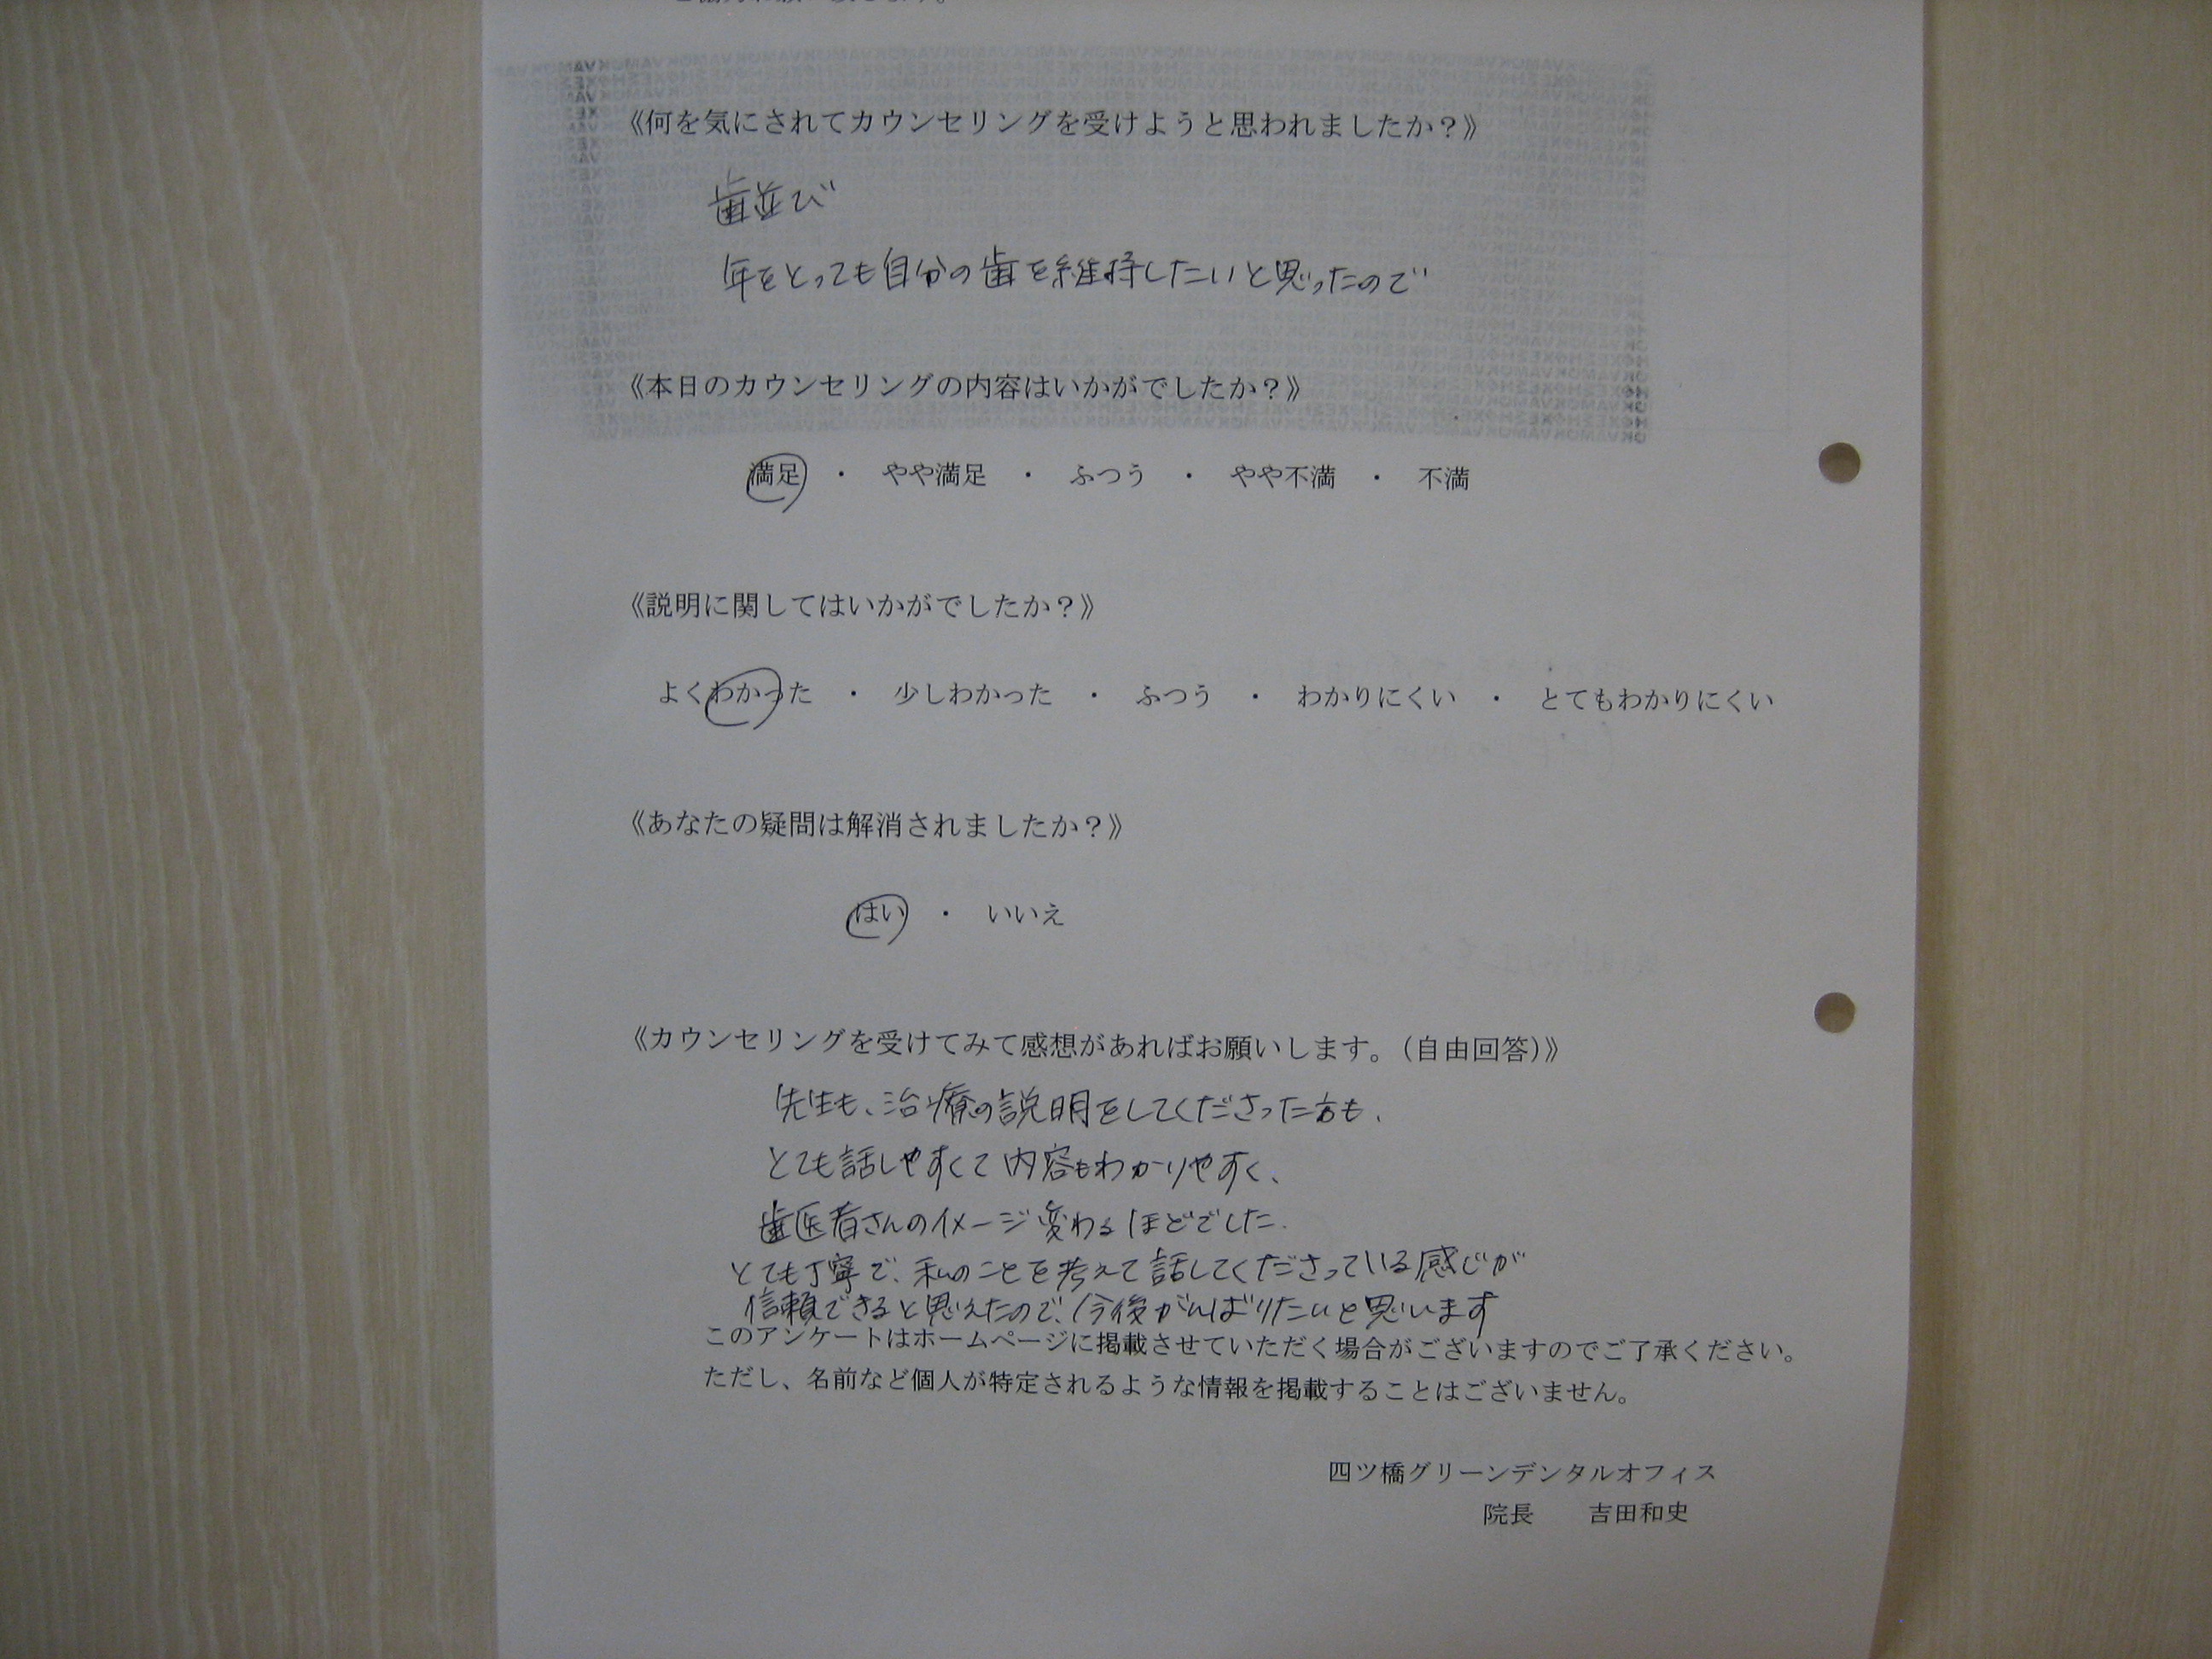 《何を気にされてカウンセリングを受けようと思われましたか？》
歯並び
年をとっても自分の歯を維持したいと思ったので
《本日のカウンセリングの内容はいかがでしたか？》
満足 ・ やや満足 ・ ふつう ・ やや不満 ・ 不満
《説明に関してはいかがでしたか？》
よくわかった ・ 少しわかった ・ ふつう ・ わかりにくい ・ とてもわかりにくい
《あなたの疑問は解消されましたか？》
はい ・ いいえ
《カウンセリングを受けてみて感想があればお願いします。（自由回答）》
先生も、治療の説明をしてくださった方も、
とても話しやすくて内容もわかりやすく、
歯医者さんのイメージ変わるほどでした.
とても丁寧で、私のことを考えて話してくださっている感じが
信頼できると思えたので、今後がんばりたいと思います
このアンケートはホームページに掲載させていただく場合がございますのでご了承ください。
ただし、名前など個人が特定されるような情報を掲載することはございません。
四ツ橋グリーンデンタルオフィス
院長 吉田和史